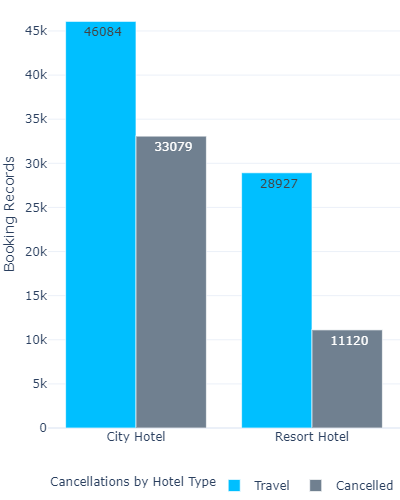 45k
40k
35k
30k
25k
20k
15k
10k
5k
0
Booking Records
46084
33079
28927
11120
City Hotel
Resort Hotel
Cancellations by Hotel Type
Travel
Cancelled